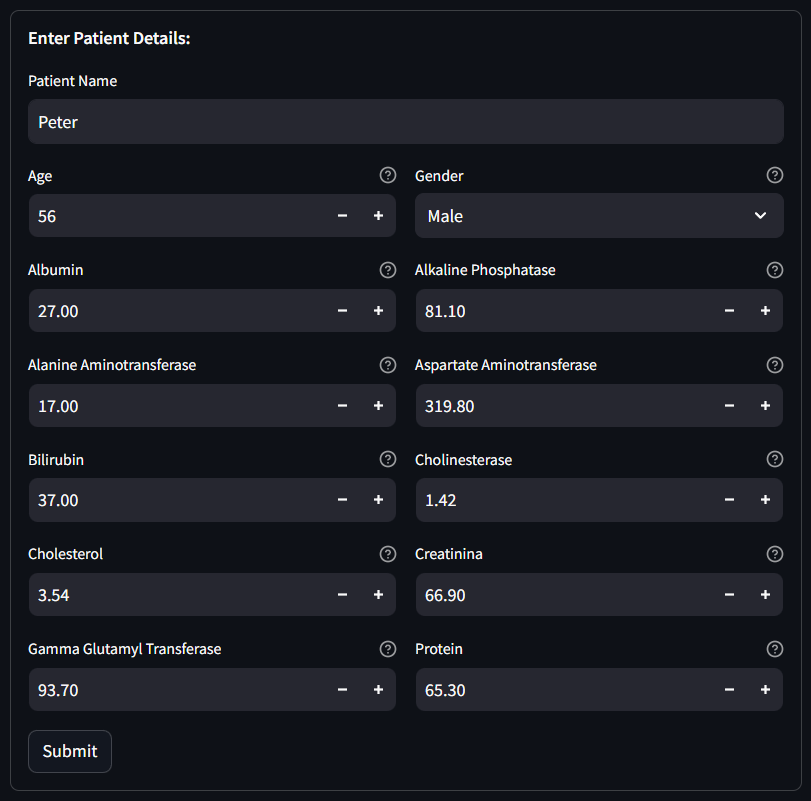 Enter Patient Details:
Patient Name
Peter
Age
Gender
56
Male
Albumin
Alkaline Phosphatase
27.00
81.10
Alanine Aminotransferase
Aspartate Aminotransferase
17.00
319.80
Bilirubin
Cholinesterase
37.00
1.42
Cholesterol
Creatinina
3.54
66.90
Gamma Glutamyl Transferase
Protein
93.70
65.30
Submit